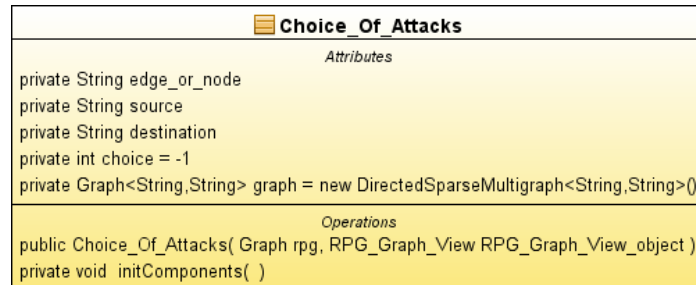 Choice_Of_Attacks
Attributes
private String edge_or_node
private String source
private String destination
private int choice = -1
private Graph<String,String> graph = new DirectedSparseMultigraph<String,String>()
Operations
public Choice_Of_Attacks( Graph rpg, RPG_Graph_View RPG_Graph_View_object )
private void initComponents( )